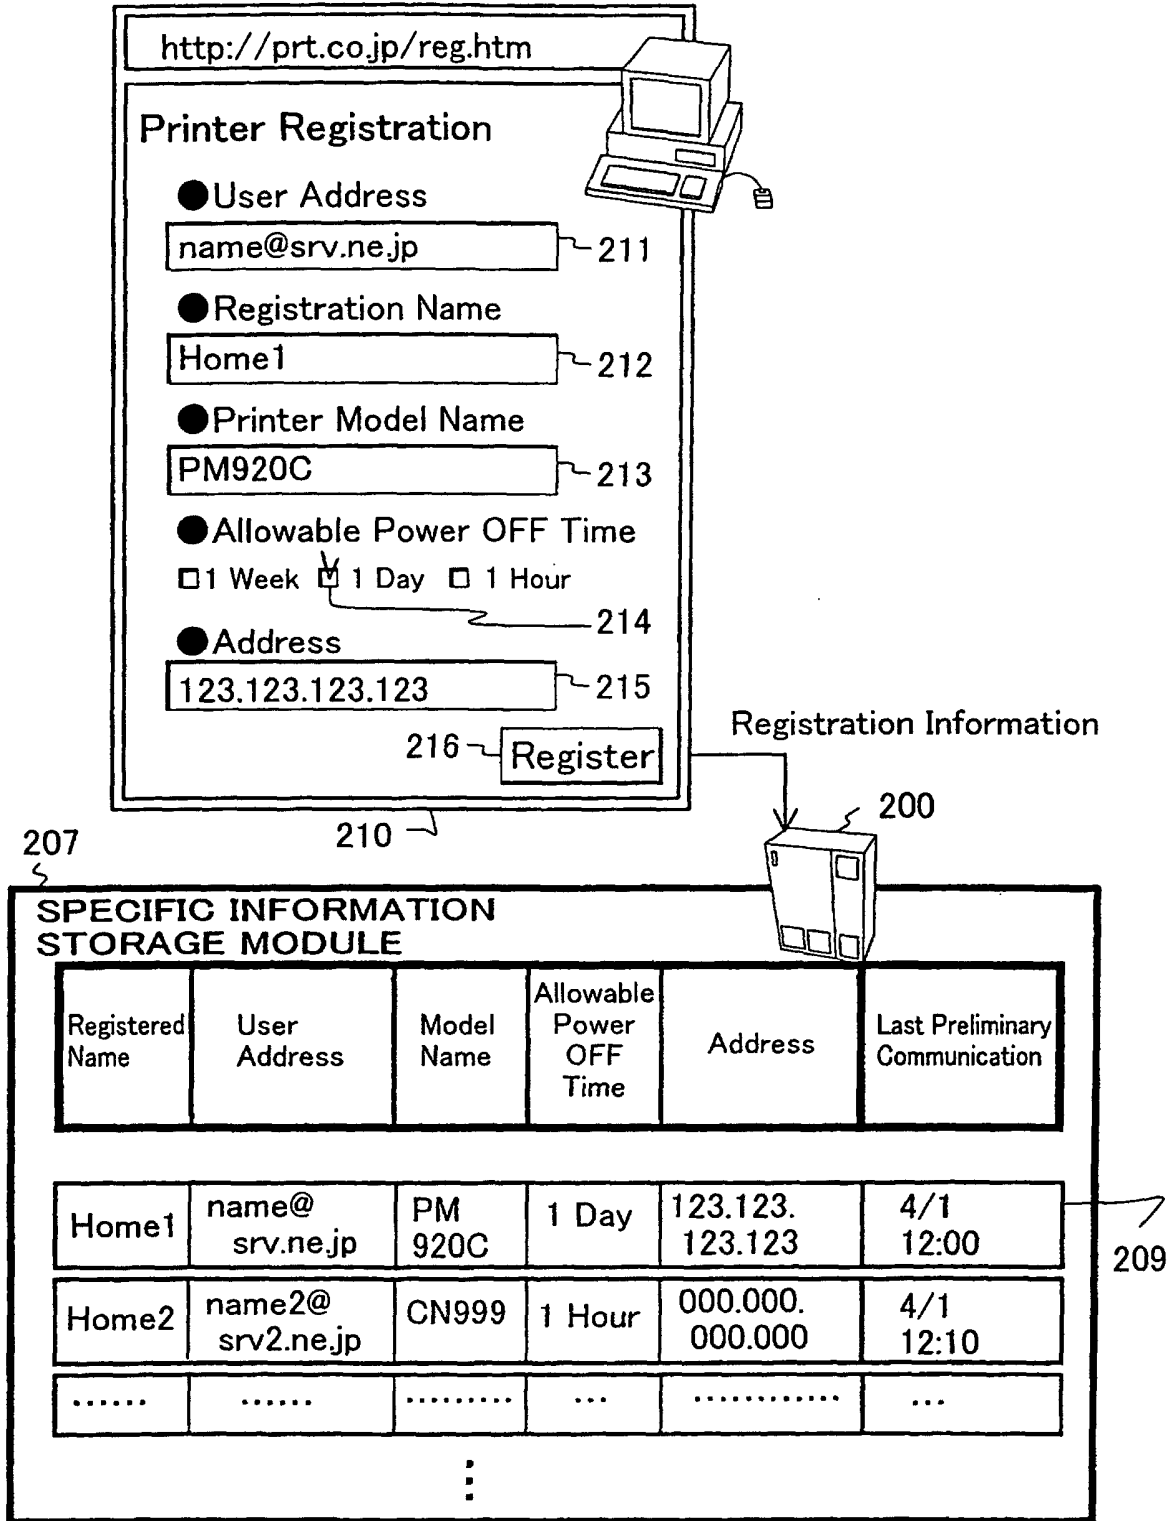 http://prt.co.jp/reg.htm
Printer Registration
●User Address
name@srv.ne.jp
211
●Registration Name
Home1
212
●Printer Model Name
PM920C
213
●Allowable Power OFF Time
1 Week 1 Day 1 Hour
214
●Address
123.123.123.123
215
Registration Information
216
Register
200
210
207
SPECIFIC INFORMATION
STORAGE MODULE
Registered
Name
User
Address
Model
Name
Allowable
Power
OFF
Time
Address
Last Preliminary
Communication
Home1
name@
srv.ne.jp
PM
920C
1 Day
123.123.
123.123
4/1
12:00
209
Home2
name2@
srv2.ne.jp
CN999
1 Hour
000.000.
000.000
4/1
12:10
...... ...... ......... ... ............ ...